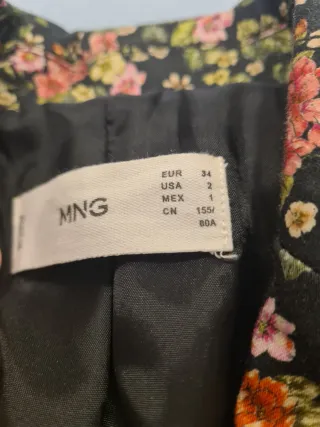 MNG
EUR 34
USA 2
MEX 1
CN 155/
80A